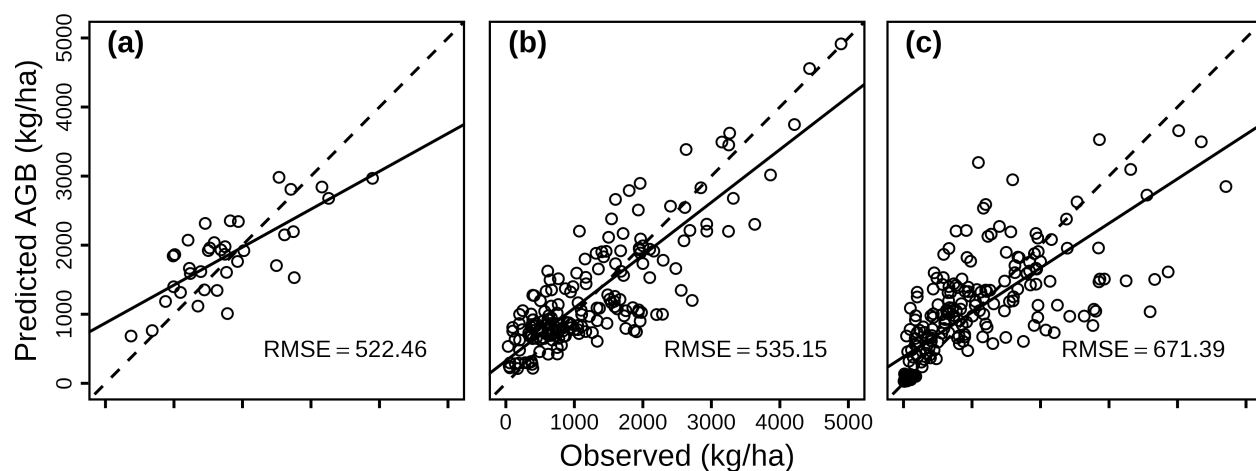 Predicted AGB (kg/ha)
5000
4000
3000
2000
1000
0
(a)
RMSE = 522.46
(b)
RMSE = 535.15
(c)
RMSE = 671.39
0 1000 2000 3000 4000 5000
Observed (kg/ha)